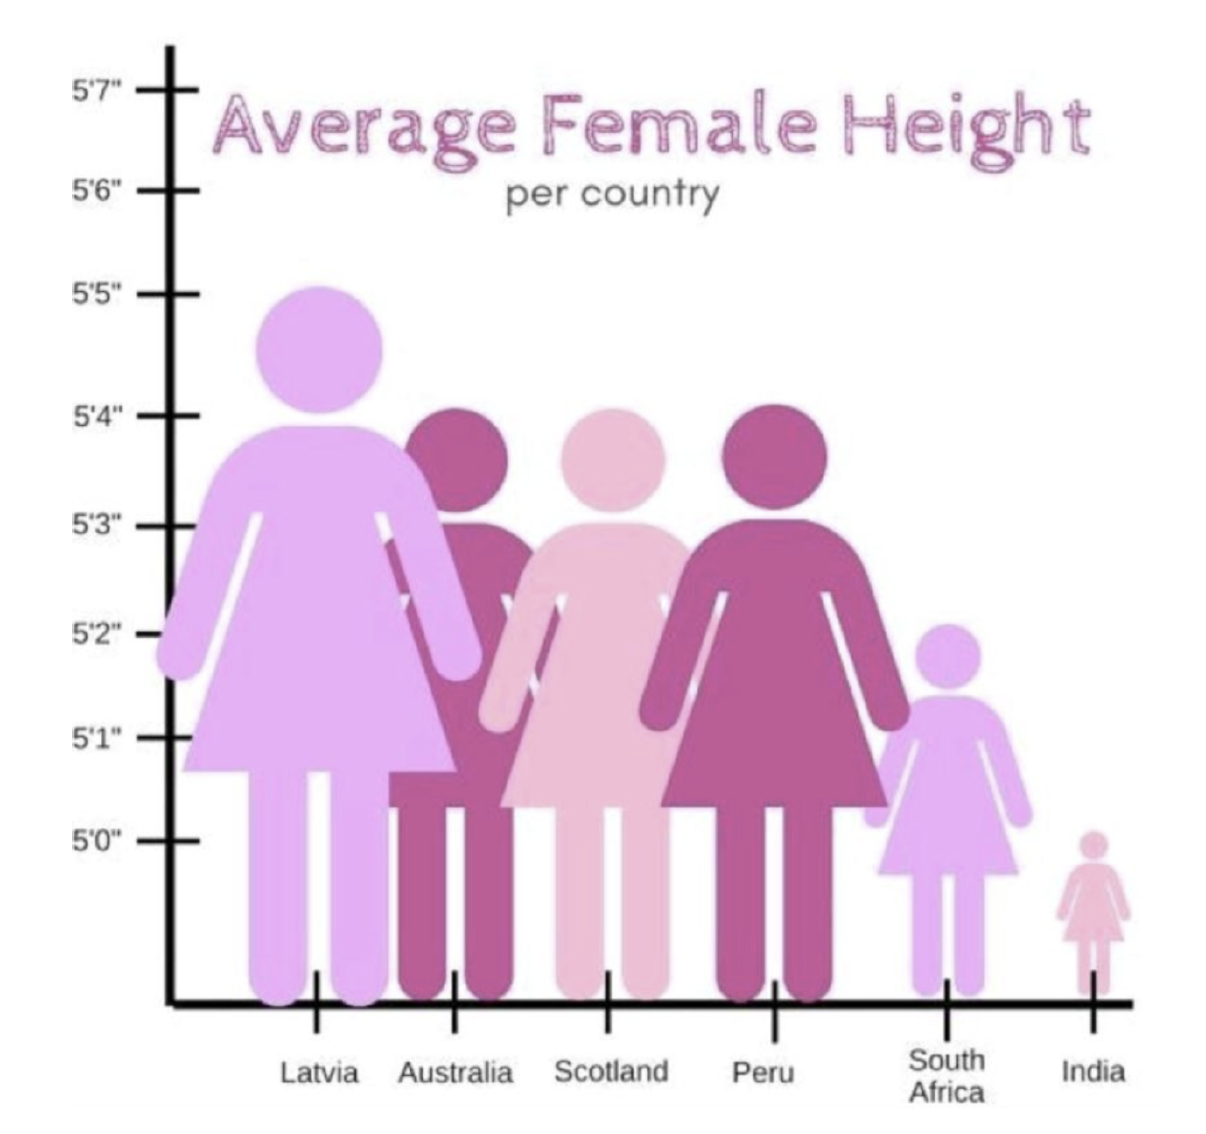 5'7"
Average Female Height
5'6"
per country
5'5"
5'4"
5'3"
5'2"
5'1"
5'0"
Latvia
Australia
Scotland
Peru
South
Africa
India